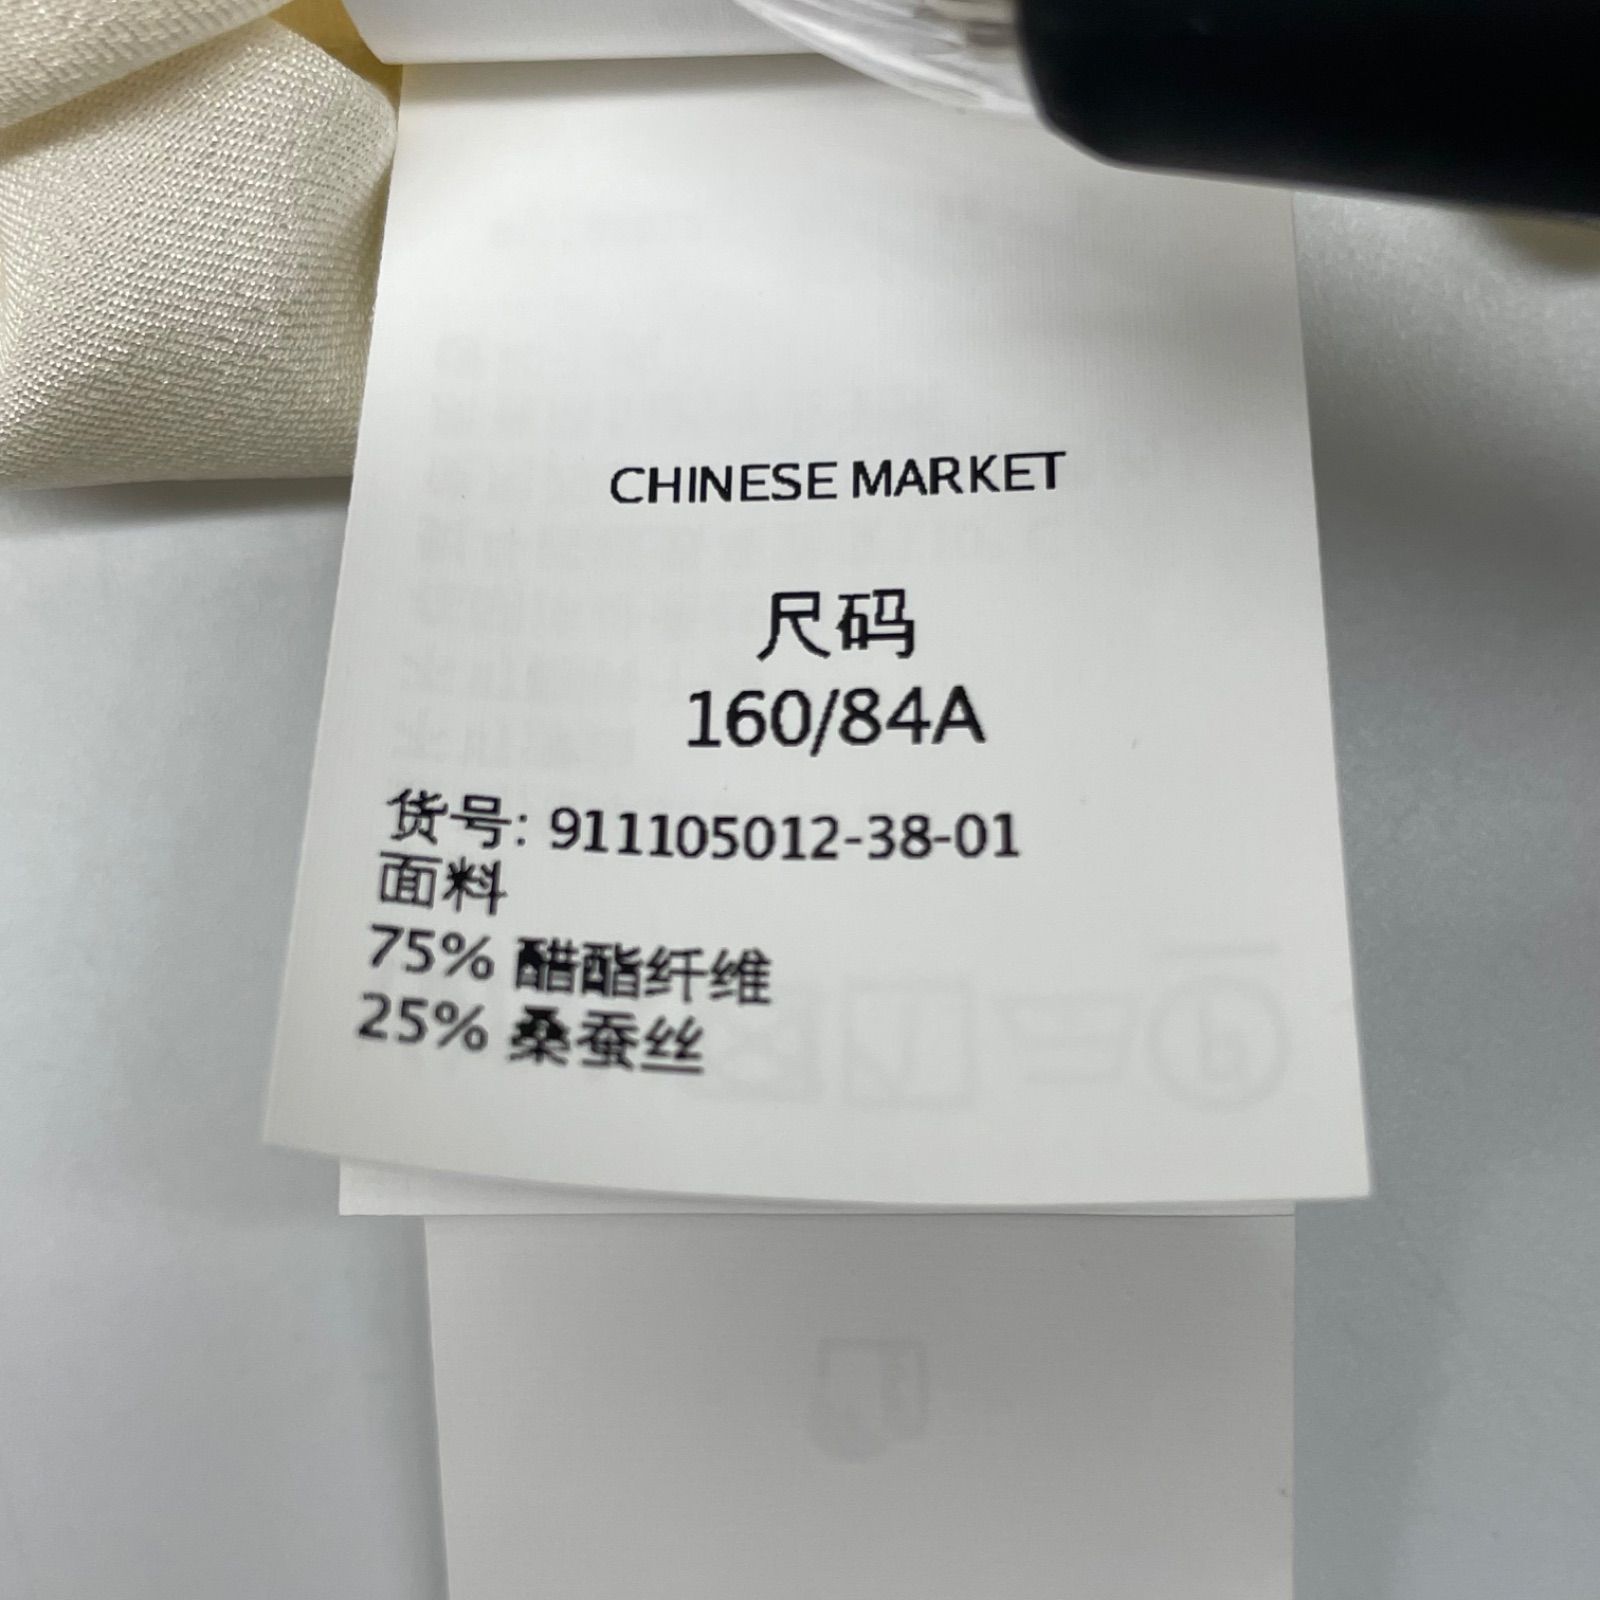 CHINESE MARKET
尺码
160/84A
货号: 911105012-38-01
面料
75% 醋酯纤维
25% 桑蚕丝